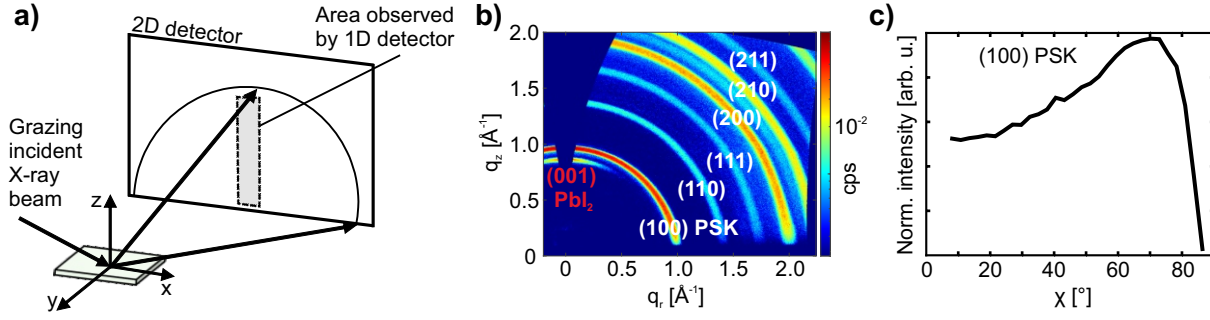 a)
2D detector
Area observed
by 1D detector
Grazing
incident
X-ray
beam
z
x
y
b)
2.0
1.5
1.0
0.5
0
0
0.5
1.0
1.5
2.0
q_z [Å⁻¹]
q_r [Å⁻¹]
(211)
(210)
(200)
(111)
(110)
(100) PSK
(001)
PbI₂
10⁻²
cps
c)
(100) PSK
Norm. intensity [arb. u.]
0
20
40
60
80
χ [°]